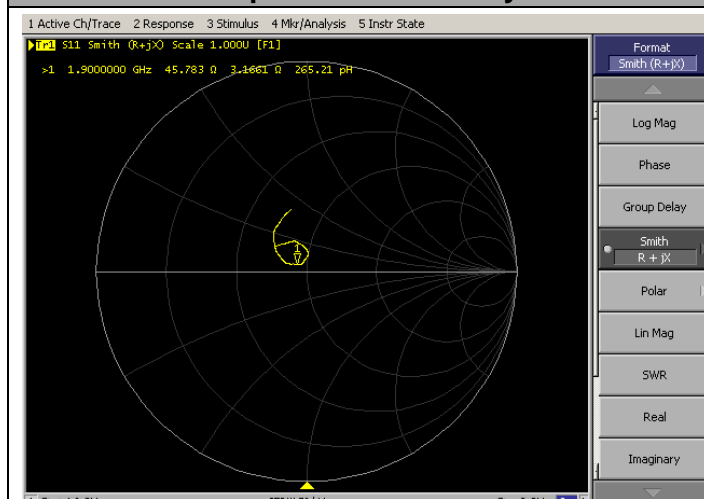 1 Active Ch/Trace 2 Response 3 Stimulus 4 Mkr/Analysis 5 Instr State
Tr1 S11 Smith (R+jX) Scale 1.000U [F1]
>1 1.9000000 GHz 45.783 Ω 3.1661 Ω 265.21 pH
1
Format
Smith (R+jX)
Log Mag
Phase
Group Delay
Smith
R + jX
Polar
Lin Mag
SWR
Real
Imaginary